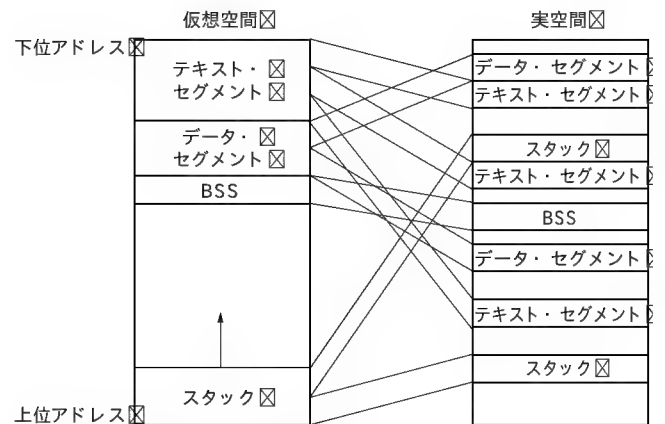 仮想空間
実空間
下位アドレス
テキスト・
セグメント
データ・
セグメント
BSS
スタック
上位アドレス
データ・セグメント
テキスト・セグメント
スタック
テキスト・セグメント
BSS
データ・セグメント
テキスト・セグメント
スタック